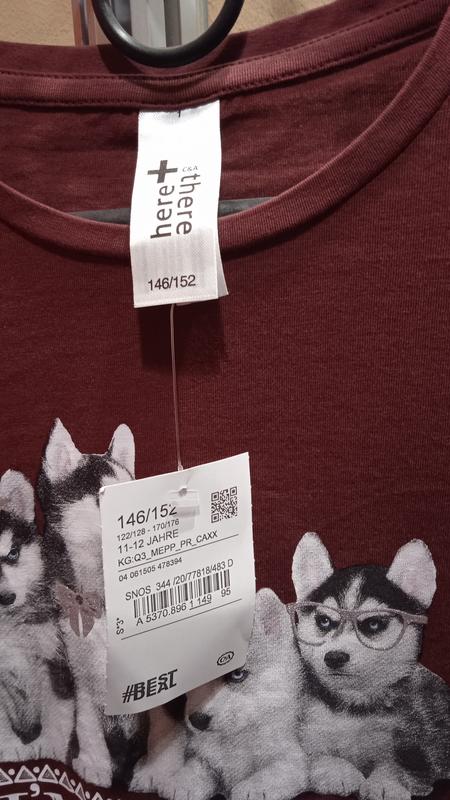 here+there
C&A
146/152
146/152
122/128 - 170/176
11-12 JAHRE
KG:Q3_MEPP_PR_CAXX
04 061505 478394
SNOS 344 /20/77818/483 D
A 5370.896 1 149 95
#BEST
DEAL
C&A